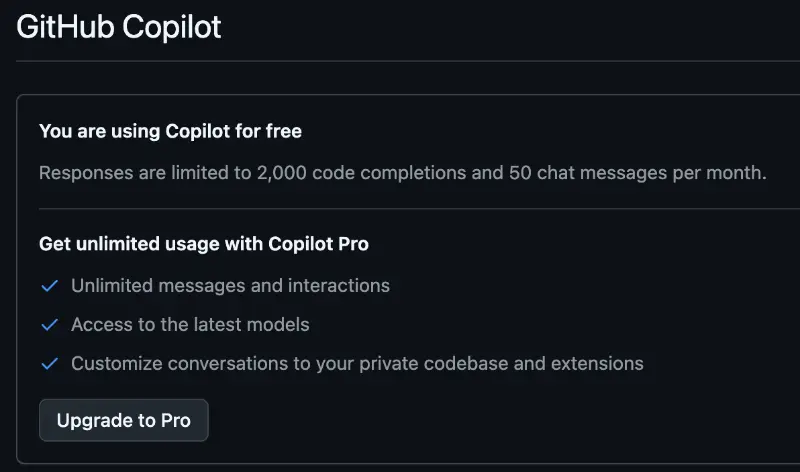 GitHub Copilot
You are using Copilot for free
Responses are limited to 2,000 code completions and 50 chat messages per month.
Get unlimited usage with Copilot Pro
Unlimited messages and interactions
Access to the latest models
Customize conversations to your private codebase and extensions
Upgrade to Pro